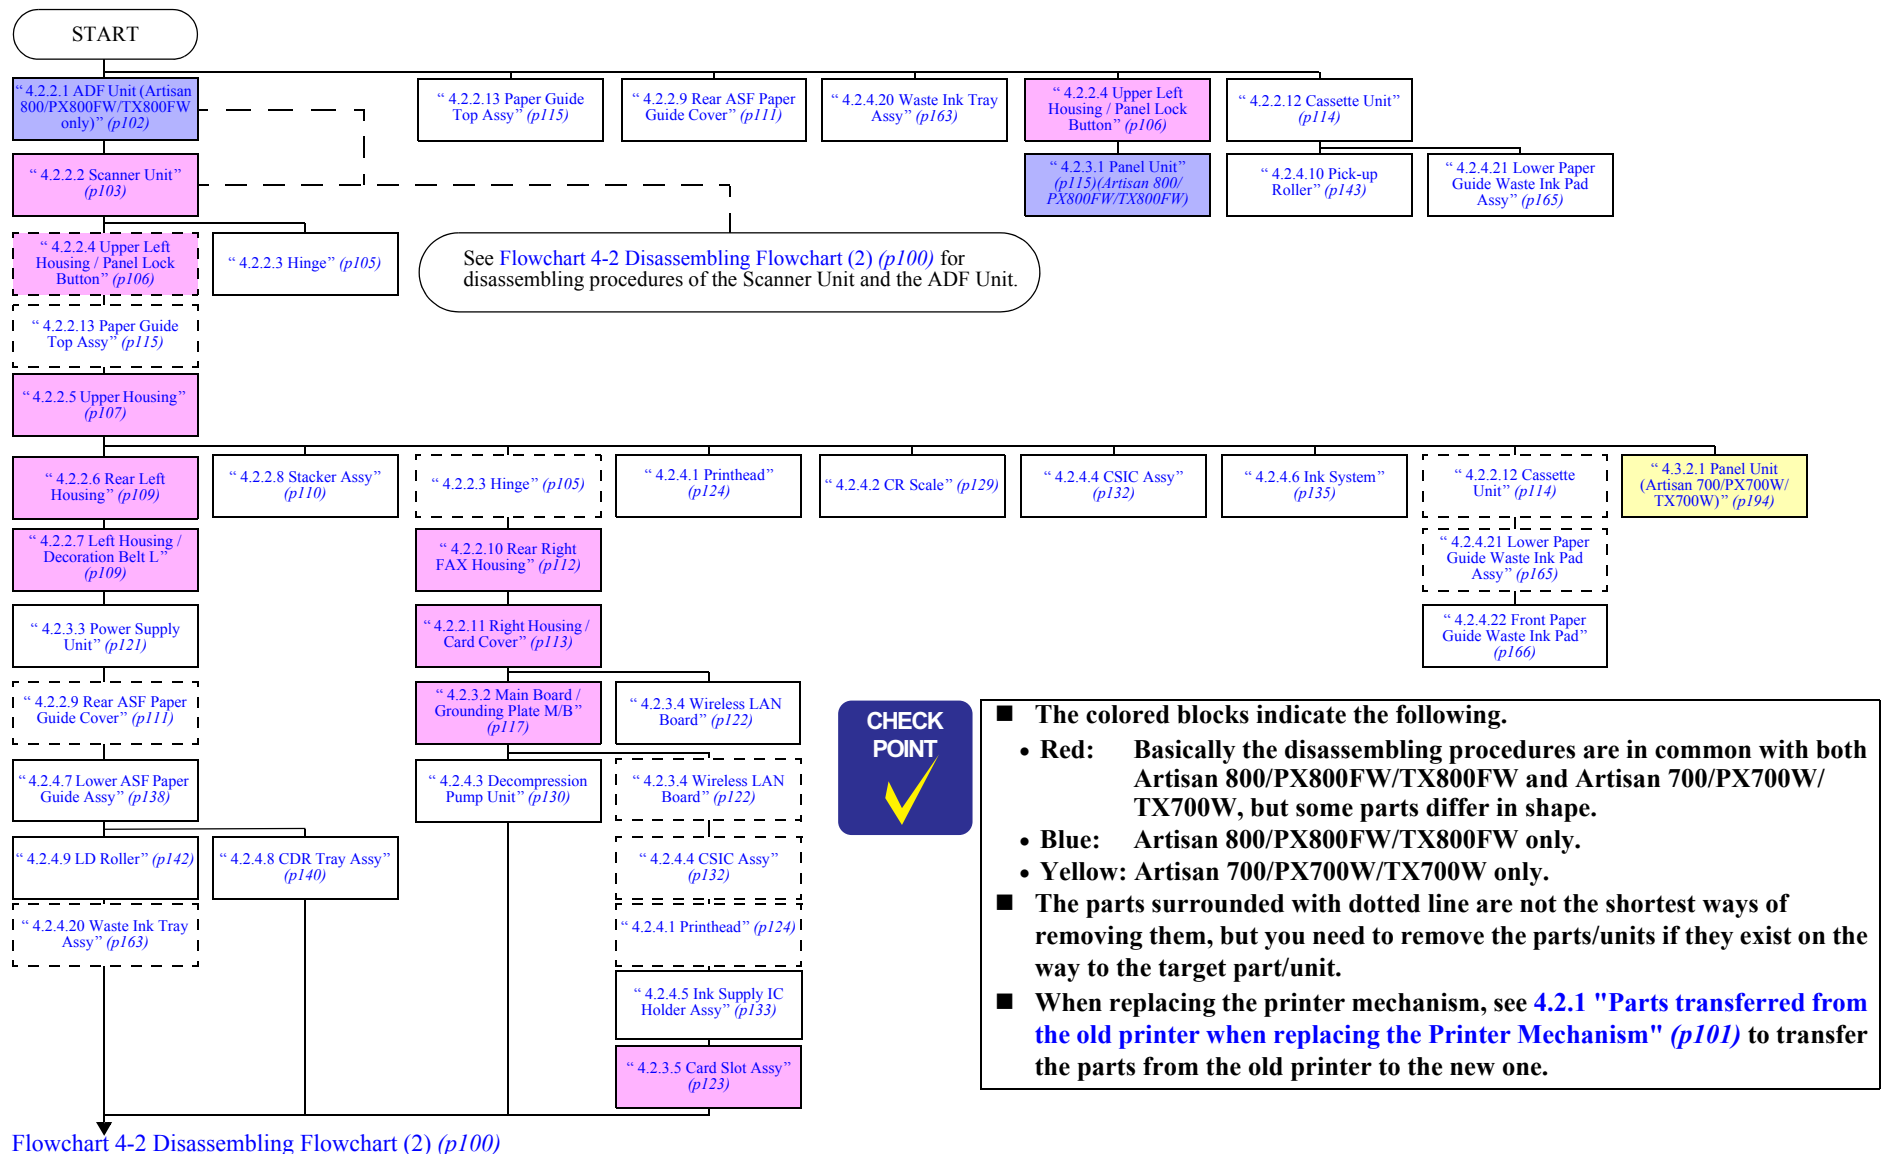 START
“ 4.2.2.1 ADF Unit (Artisan
800/PX800FW/TX800FW
only)” (p102)
“ 4.2.2.13 Paper Guide
Top Assy” (p115)
“ 4.2.2.9 Rear ASF Paper
Guide Cover” (p111)
“ 4.2.4.20 Waste Ink Tray
Assy” (p163)
“ 4.2.2.4 Upper Left
Housing / Panel Lock
Button” (p106)
“ 4.2.2.12 Cassette Unit”
(p114)
“ 4.2.2.2 Scanner Unit”
(p103)
“ 4.2.3.1 Panel Unit”
(p115)(Artisan 800/
PX800FW/TX800FW)
“ 4.2.4.10 Pick-up
Roller” (p143)
“ 4.2.4.21 Lower Paper
Guide Waste Ink Pad
Assy” (p165)
“ 4.2.2.4 Upper Left
Housing / Panel Lock
Button” (p106)
“ 4.2.2.3 Hinge” (p105)
See Flowchart 4-2 Disassembling Flowchart (2) (p100) for
disassembling procedures of the Scanner Unit and the ADF Unit.
“ 4.2.2.13 Paper Guide
Top Assy” (p115)
“ 4.2.2.5 Upper Housing”
(p107)
“ 4.2.2.6 Rear Left
Housing” (p109)
“ 4.2.2.8 Stacker Assy”
(p110)
“ 4.2.2.3 Hinge” (p105)
“ 4.2.4.1 Printhead”
(p124)
“ 4.2.4.2 CR Scale” (p129)
“ 4.2.4.4 CSIC Assy”
(p132)
“ 4.2.4.6 Ink System”
(p135)
“ 4.2.2.12 Cassette
Unit” (p114)
“ 4.3.2.1 Panel Unit
(Artisan 700/PX700W/
TX700W)” (p194)
“ 4.2.2.7 Left Housing /
Decoration Belt L”
(p109)
“ 4.2.2.10 Rear Right
FAX Housing” (p112)
“ 4.2.4.21 Lower Paper
Guide Waste Ink Pad
Assy” (p165)
“ 4.2.3.3 Power Supply
Unit” (p121)
“ 4.2.2.11 Right Housing /
Card Cover” (p113)
“ 4.2.4.22 Front Paper
Guide Waste Ink Pad”
(p166)
“ 4.2.2.9 Rear ASF Paper
Guide Cover” (p111)
“ 4.2.3.2 Main Board /
Grounding Plate M/B”
(p117)
“ 4.2.3.4 Wireless LAN
Board” (p122)
“ 4.2.4.7 Lower ASF Paper
Guide Assy” (p138)
“ 4.2.4.3 Decompression
Pump Unit” (p130)
“ 4.2.3.4 Wireless LAN
Board” (p122)
“ 4.2.4.9 LD Roller” (p142)
“ 4.2.4.8 CDR Tray Assy”
(p140)
“ 4.2.4.4 CSIC Assy”
(p132)
“ 4.2.4.20 Waste Ink Tray
Assy” (p163)
“ 4.2.4.1 Printhead” (p124)
“ 4.2.4.5 Ink Supply IC
Holder Assy” (p133)
“ 4.2.3.5 Card Slot Assy”
(p123)
CHECK
POINT
■ The colored blocks indicate the following.
• Red: Basically the disassembling procedures are in common with both
Artisan 800/PX800FW/TX800FW and Artisan 700/PX700W/
TX700W, but some parts differ in shape.
• Blue: Artisan 800/PX800FW/TX800FW only.
• Yellow: Artisan 700/PX700W/TX700W only.
■ The parts surrounded with dotted line are not the shortest ways of
removing them, but you need to remove the parts/units if they exist on the
way to the target part/unit.
■ When replacing the printer mechanism, see 4.2.1 "Parts transferred from
the old printer when replacing the Printer Mechanism" (p101) to transfer
the parts from the old printer to the new one.
Flowchart 4-2 Disassembling Flowchart (2) (p100)